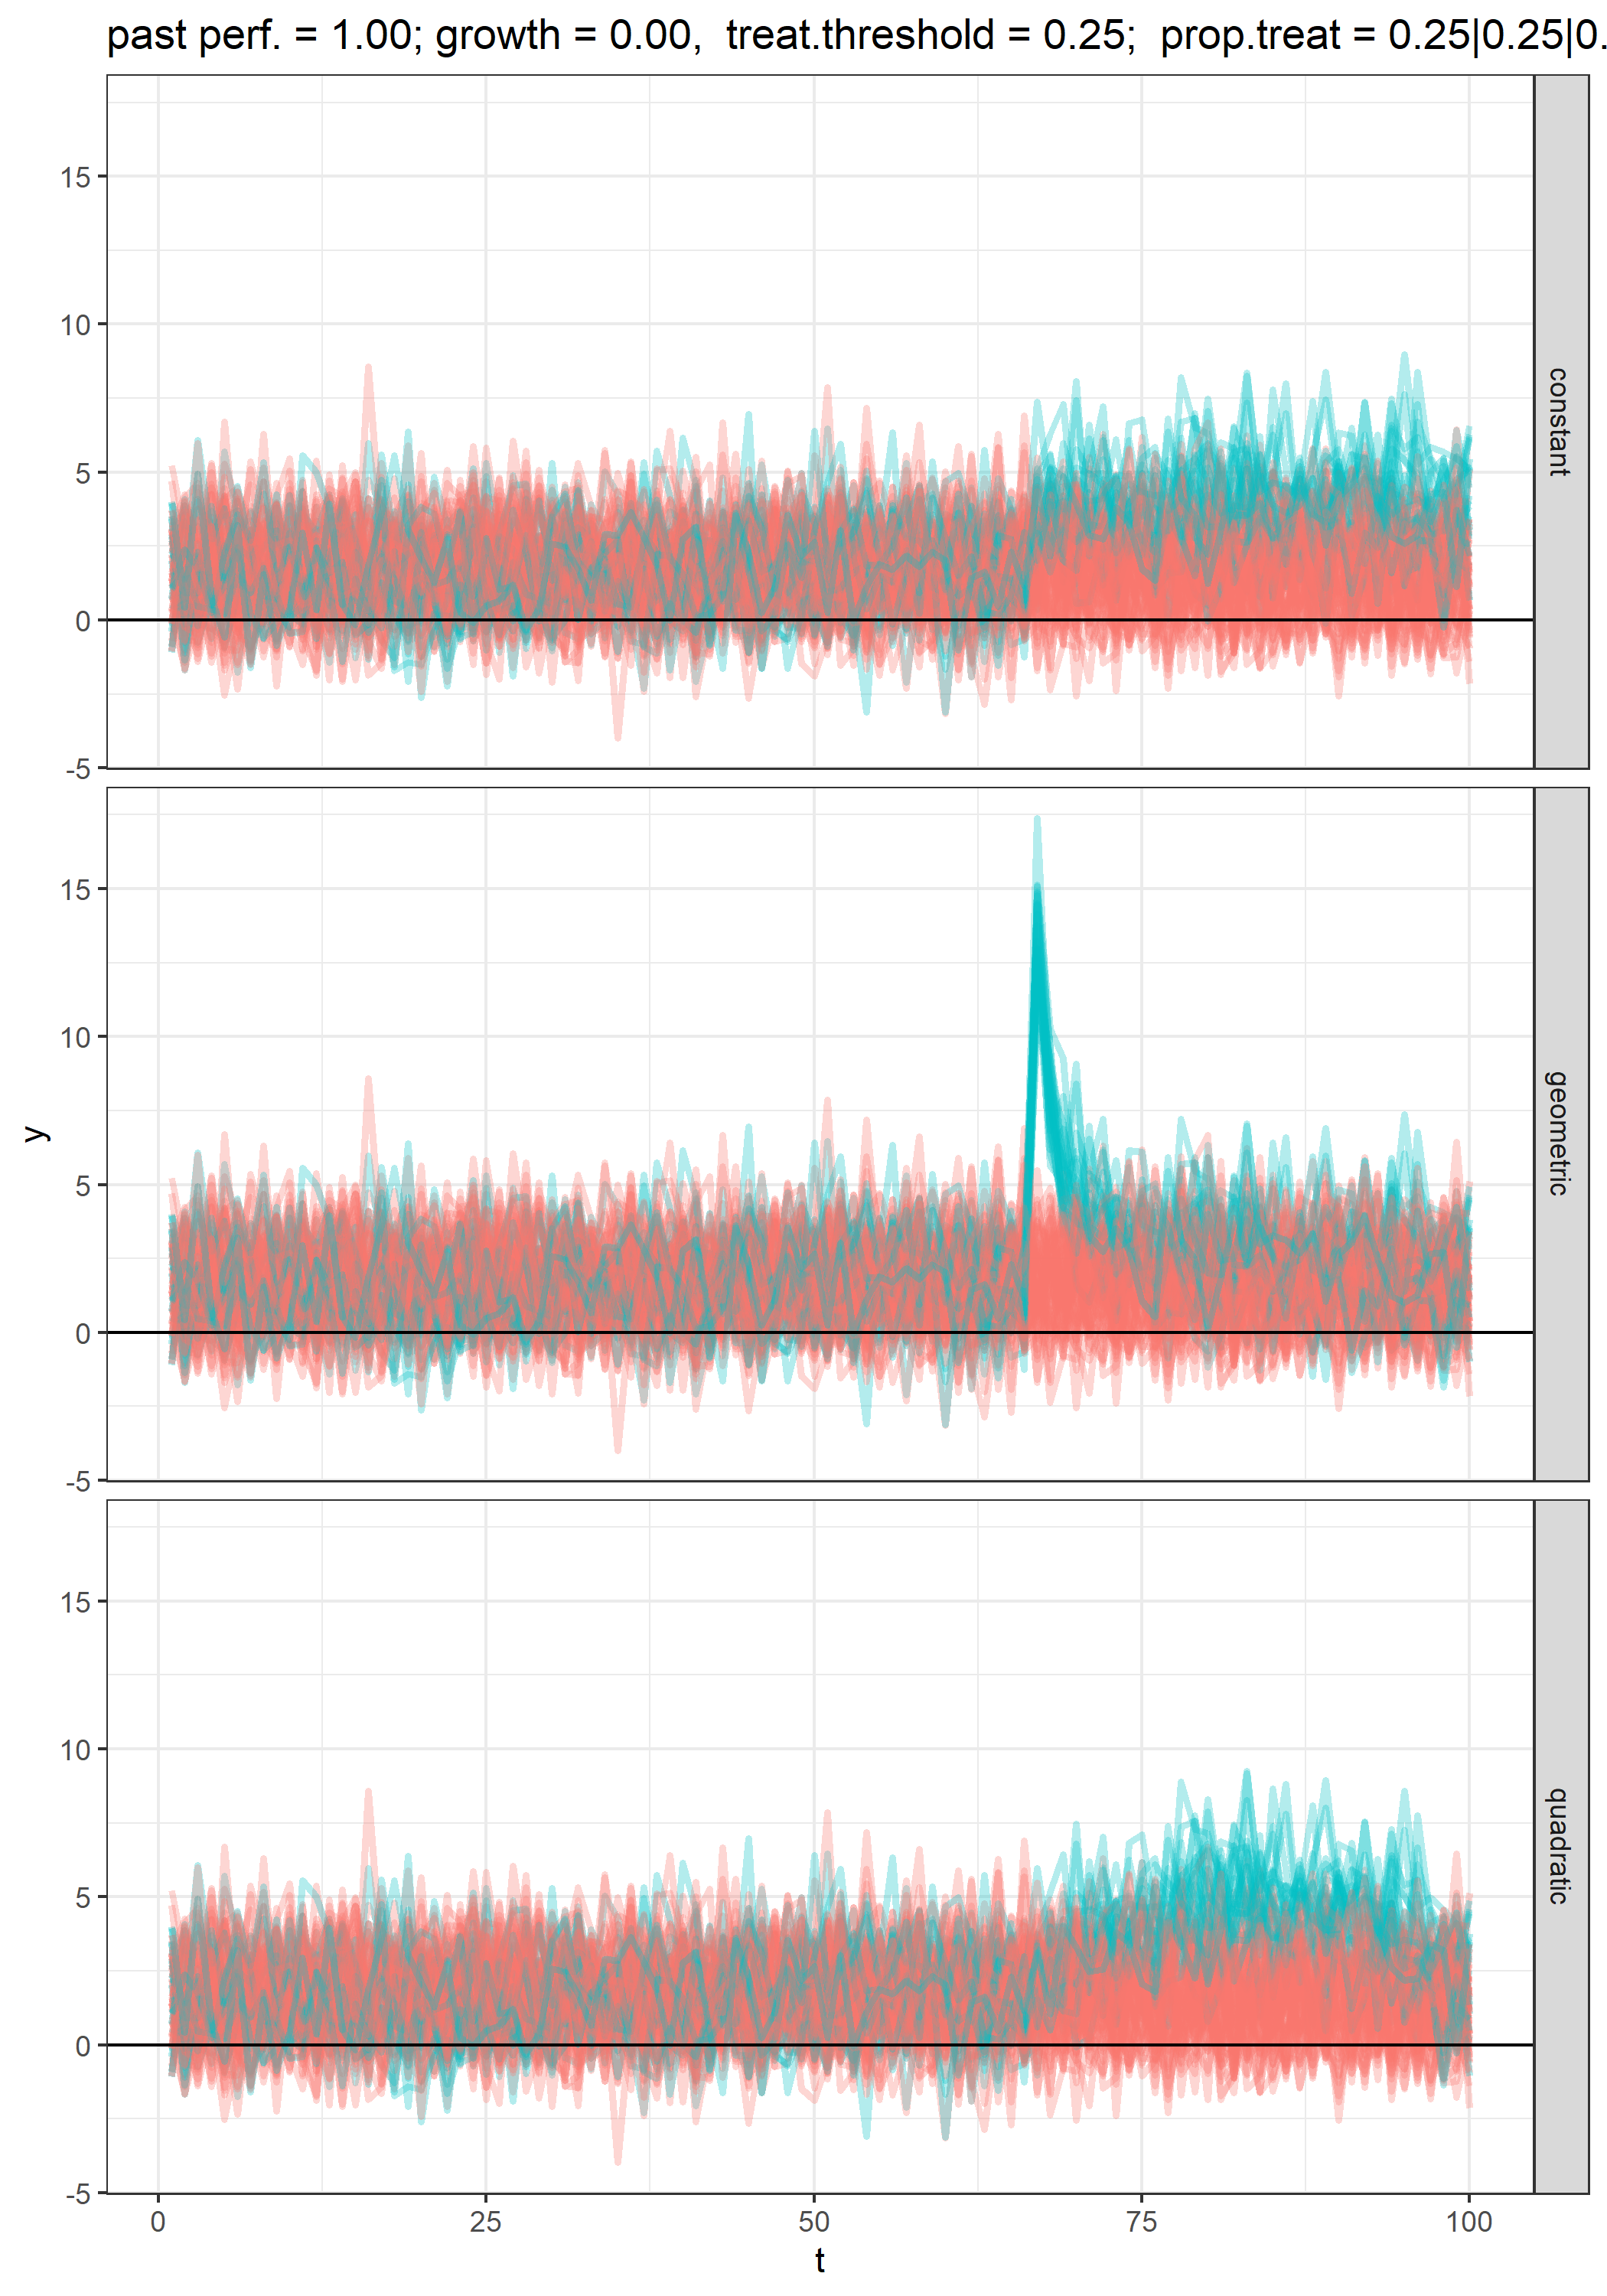 past perf. = 1.00; growth = 0.00,  treat.threshold = 0.25;  prop.treat = 0.25|0.25|0.
15
10
5
0
-5
constant
15
10
5
0
-5
geometric
y
15
10
5
0
-5
quadratic
0 25 50 75 100
t